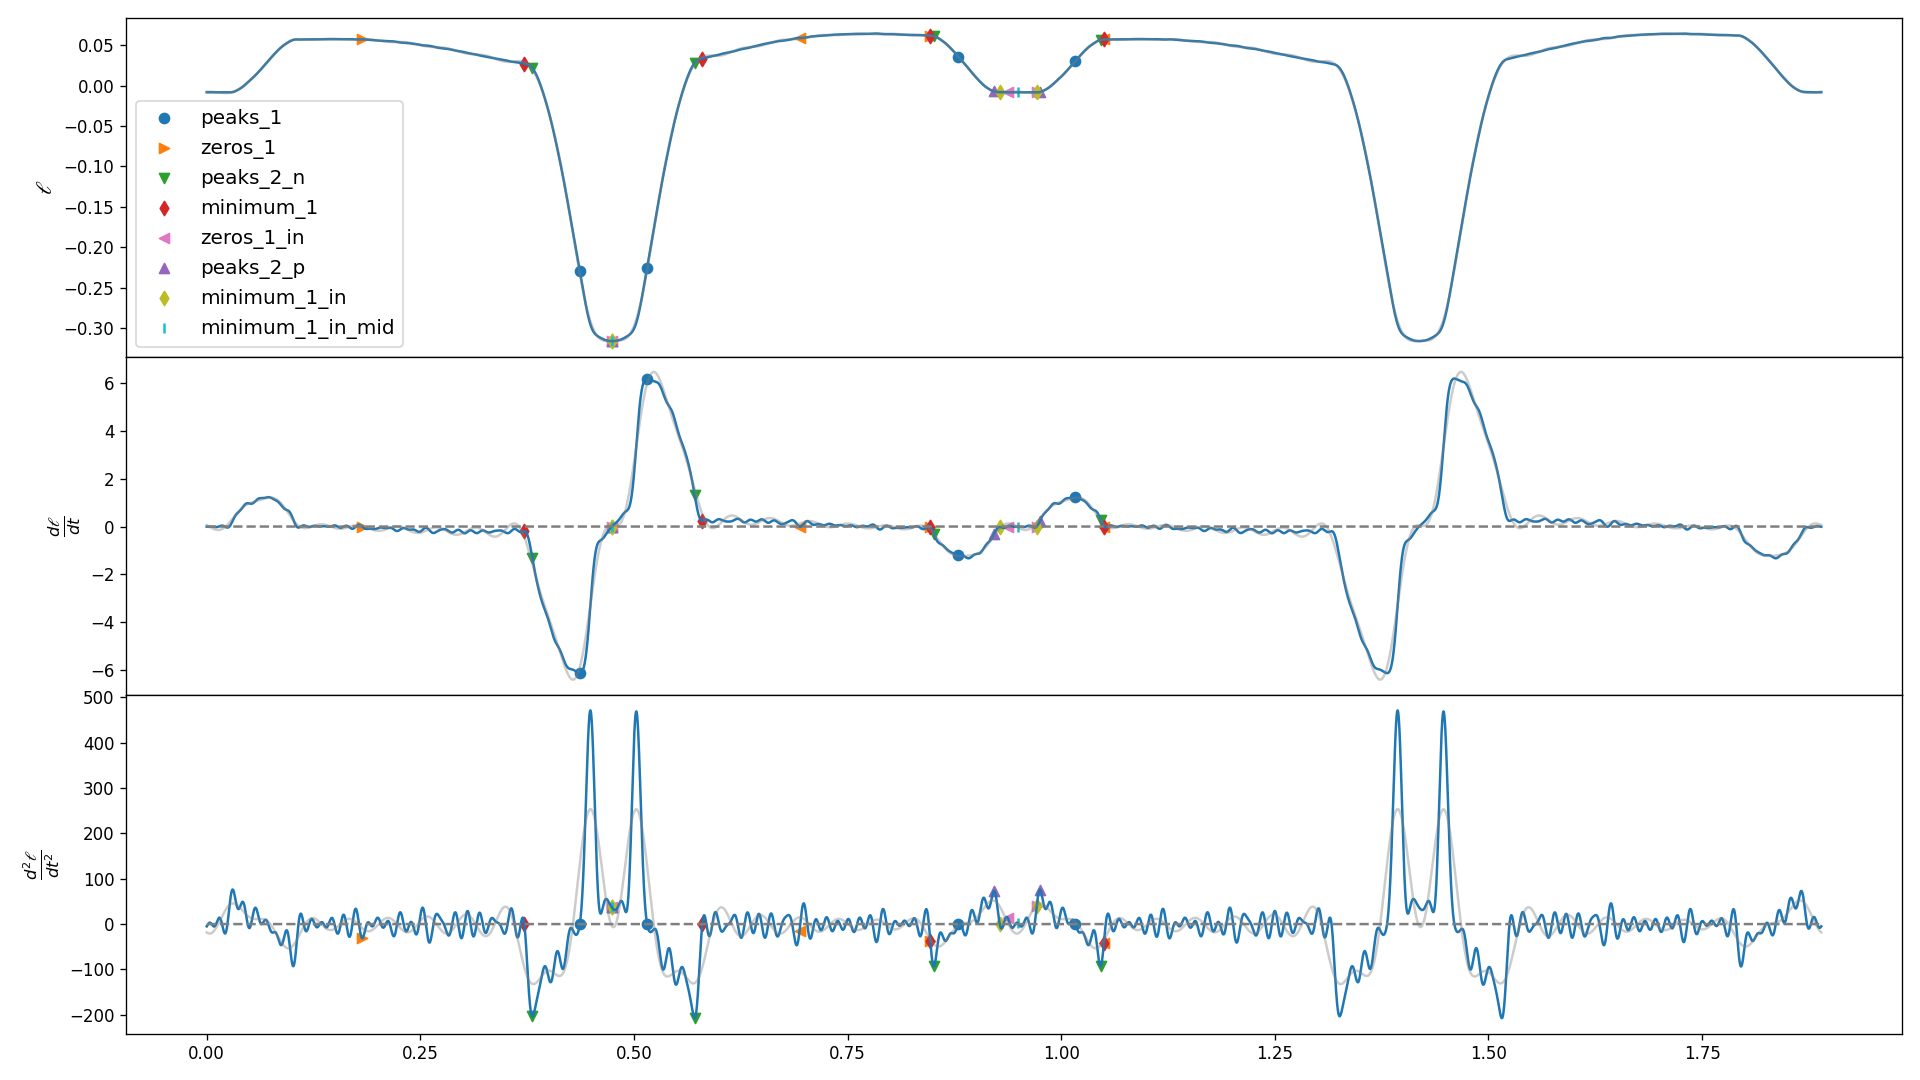 0.05
0.00
−0.05
−0.10
−0.15
−0.20
−0.25
−0.30
ℓ
peaks_1
zeros_1
peaks_2_n
minimum_1
zeros_1_in
peaks_2_p
minimum_1_in
minimum_1_in_mid
6
4
2
0
−2
−4
−6
dℓ
dt
500
400
300
200
100
0
−100
−200
d²ℓ
dt²
0.00 0.25 0.50 0.75 1.00 1.25 1.50 1.75